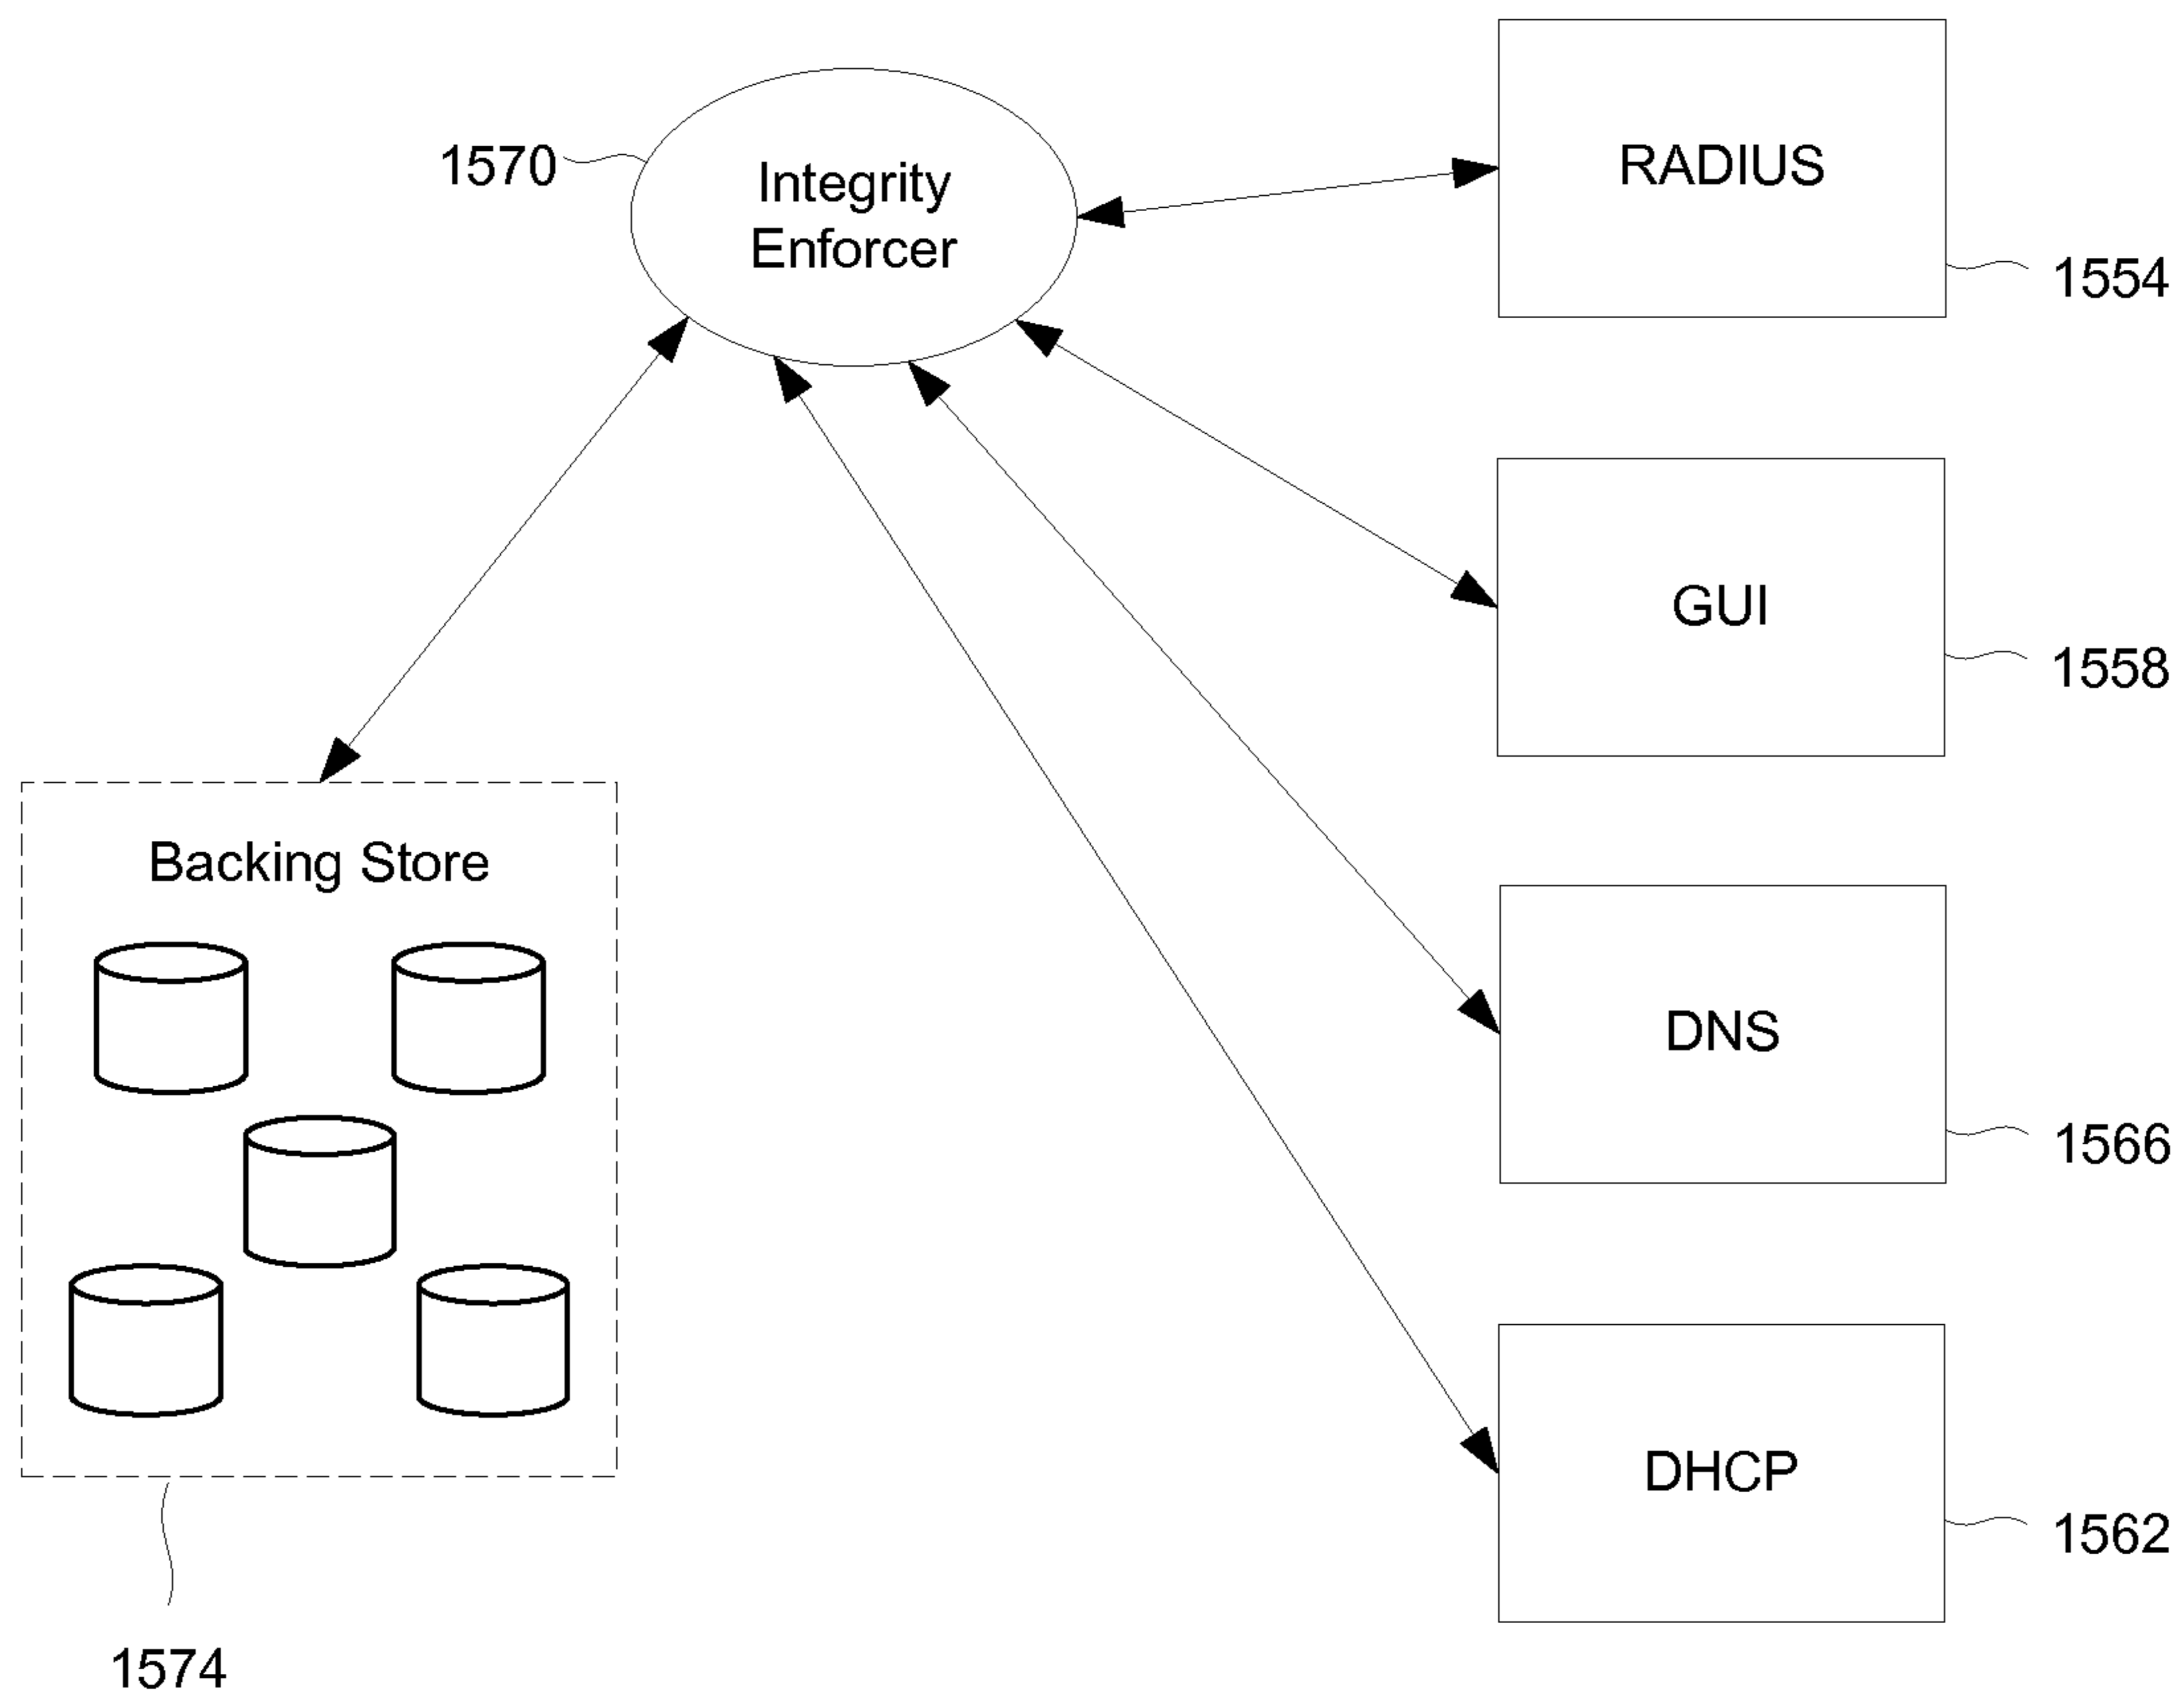 1570
Integrity
Enforcer
RADIUS
1554
GUI
1558
Backing Store
DNS
1566
DHCP
1562
1574